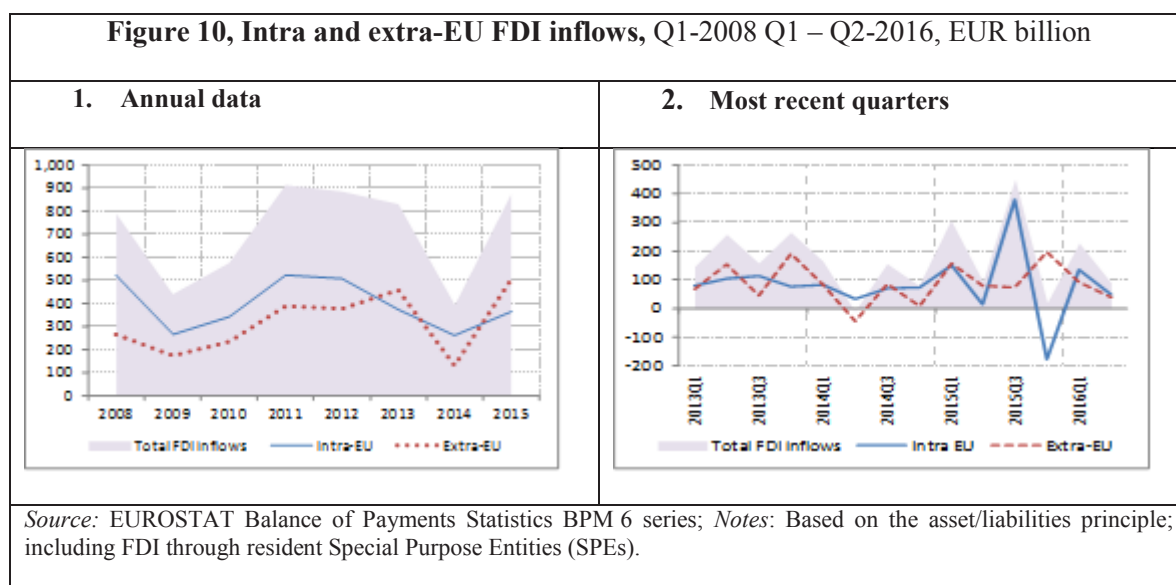 Figure 10, Intra and extra-EU FDI inflows, Q1-2008 Q1 – Q2-2016, EUR billion
1. Annual data
2. Most recent quarters
1,000
900
800
700
600
500
400
300
200
100
0
2008 2009 2010 2011 2012 2013 2014 2015
Total FDI inflows Intra-EU Extra-EU
500
400
300
200
100
0
-100
-200
2013Q1 2013Q3 2014Q1 2014Q3 2015Q1 2015Q3 2016Q1
Total FDI inflows Intra EU Extra-EU
Source: EUROSTAT Balance of Payments Statistics BPM 6 series; Notes: Based on the asset/liabilities principle;
including FDI through resident Special Purpose Entities (SPEs).